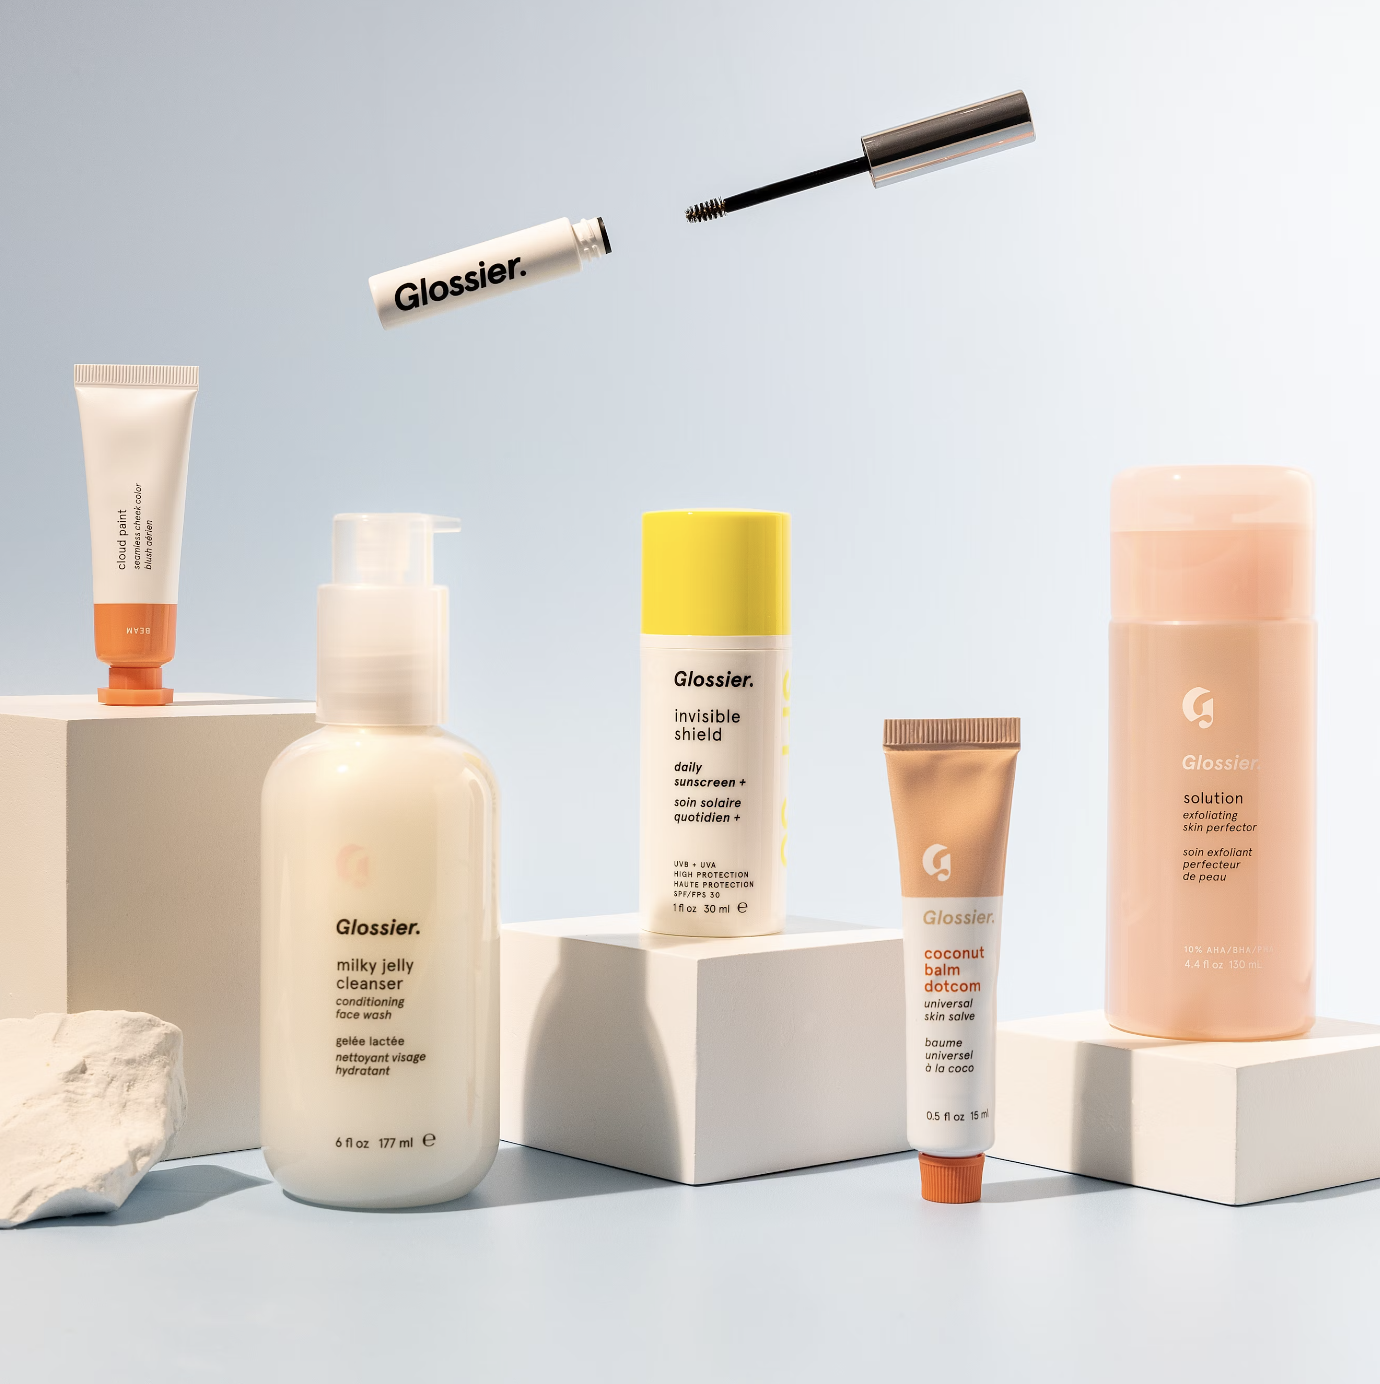 Glossier.
cloud paint
seamless cheek color
blush aérien
BEAM
Glossier.
milky jelly
cleanser
conditioning
face wash
gelée lactée
nettoyant visage
hydratant
6 fl oz 177 ml ℮
Glossier.
invisible
shield
daily
sunscreen +
soin solaire
quotidien +
UVB + UVA
HIGH PROTECTION
HAUTE PROTECTION
SPF/FPS 30
1 fl oz 30 ml ℮
Glossier.
coconut
balm
dotcom
universal
skin salve
baume
universel
à la coco
0.5 fl oz 15 ml
Glossier.
solution
exfoliating
skin perfector
soin exfoliant
perfecteur
de peau
10% AHA/BHA/PHA
4.4 fl oz 130 ml